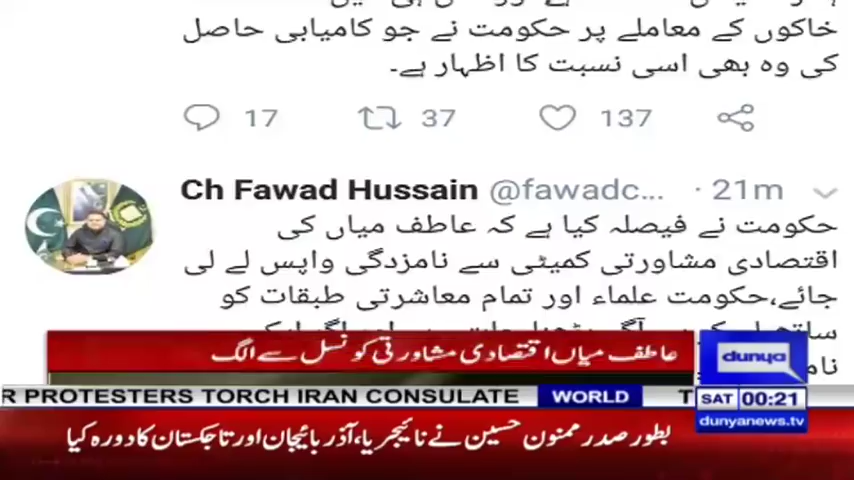 خاکوں کے معاملے پر حکومت نے جو کامیابی حاصل
کی وہ بھی اسی نسبت کا اظہار ہے۔
17 37 137
Ch Fawad Hussain @fawadc... · 21m
حکومت نے فیصلہ کیا ہے کہ عاطف میاں کی
اقتصادی مشاورتی کمیٹی سے نامزدگی واپس لے لی
جائے،حکومت علماء اور تمام معاشرتی طبقات کو
عاطف میاں اقتصادی مشاورتی کونسل سے الگ
dunya
R PROTESTERS TORCH IRAN CONSULATE WORLD T
SAT 00:21
dunyanews.tv
بطور صدر ممنون حسین نے نائیجیریا، آذربائیجان اور تاجکستان کا دورہ کیا